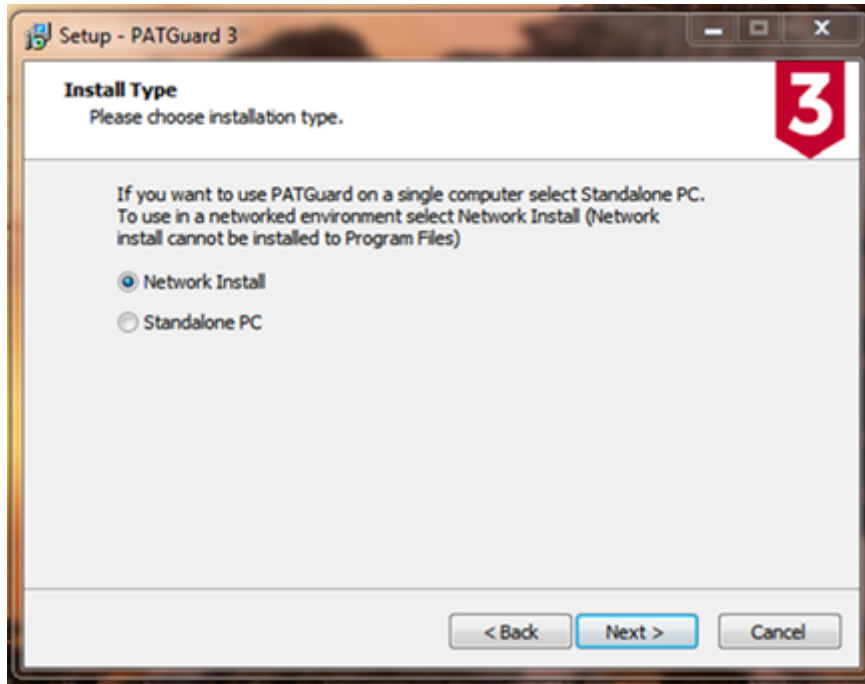 Setup - PATGuard 3
Install Type
Please choose installation type.
3
If you want to use PATGuard on a single computer select Standalone PC.
To use in a networked environment select Network Install (Network
install cannot be installed to Program Files)
Network Install
Standalone PC
< Back Next > Cancel